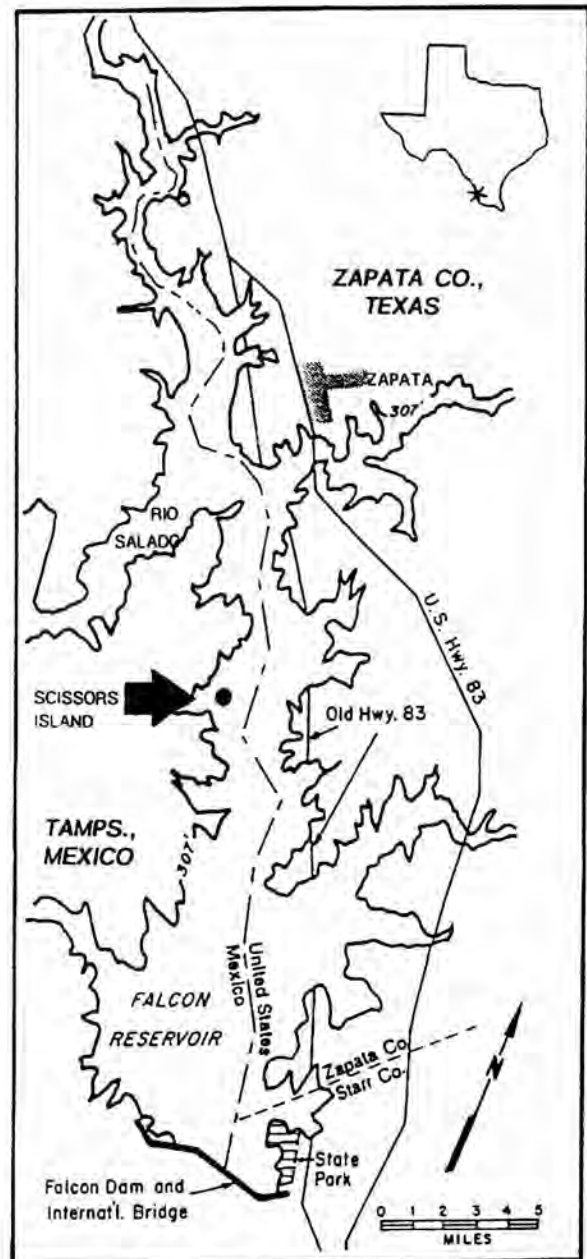 ZAPATA CO.,
TEXAS
ZAPATA
307'
RIO
SALADO
U.S. Hwy. 83
SCISSORS
ISLAND
Old Hwy. 83
TAMPS.,
MEXICO
307'
United States
Mexico
FALCON
RESERVOIR
Zapata Co.
Starr Co.
N
State
Park
Falcon Dam and
Internat'l. Bridge
0 1 2 3 4 5
MILES